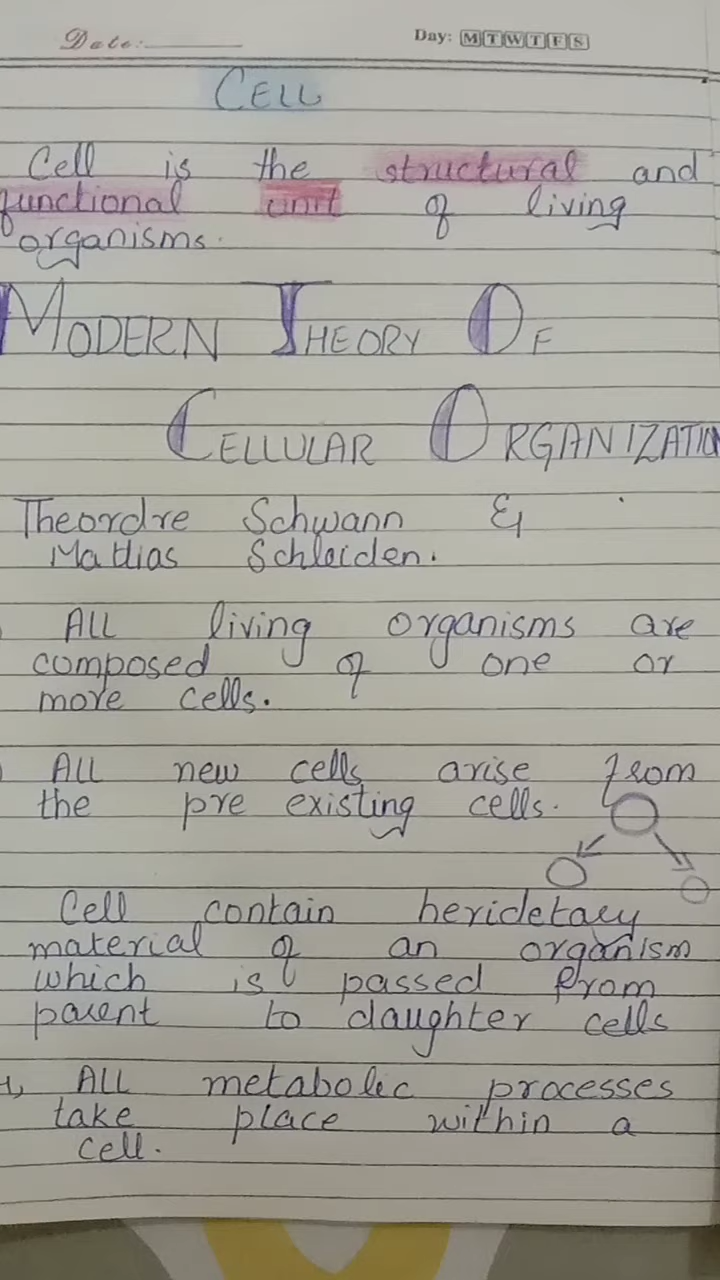 Date:
Day: M T W T F S
CELL
Cell is the structural and
functional unit of living
organisms.
MODERN THEORY OF
CELLULAR ORGANIZATION
Theordre Schwann &
Mattias Schleiden.
All living organisms are
composed of one or
more cells.
All new cells arise from
the pre existing cells.
Cell contain heridetary
material of an organism
which is passed from
parent to daughter cells
4, All metabolic processes
take place within a
cell.